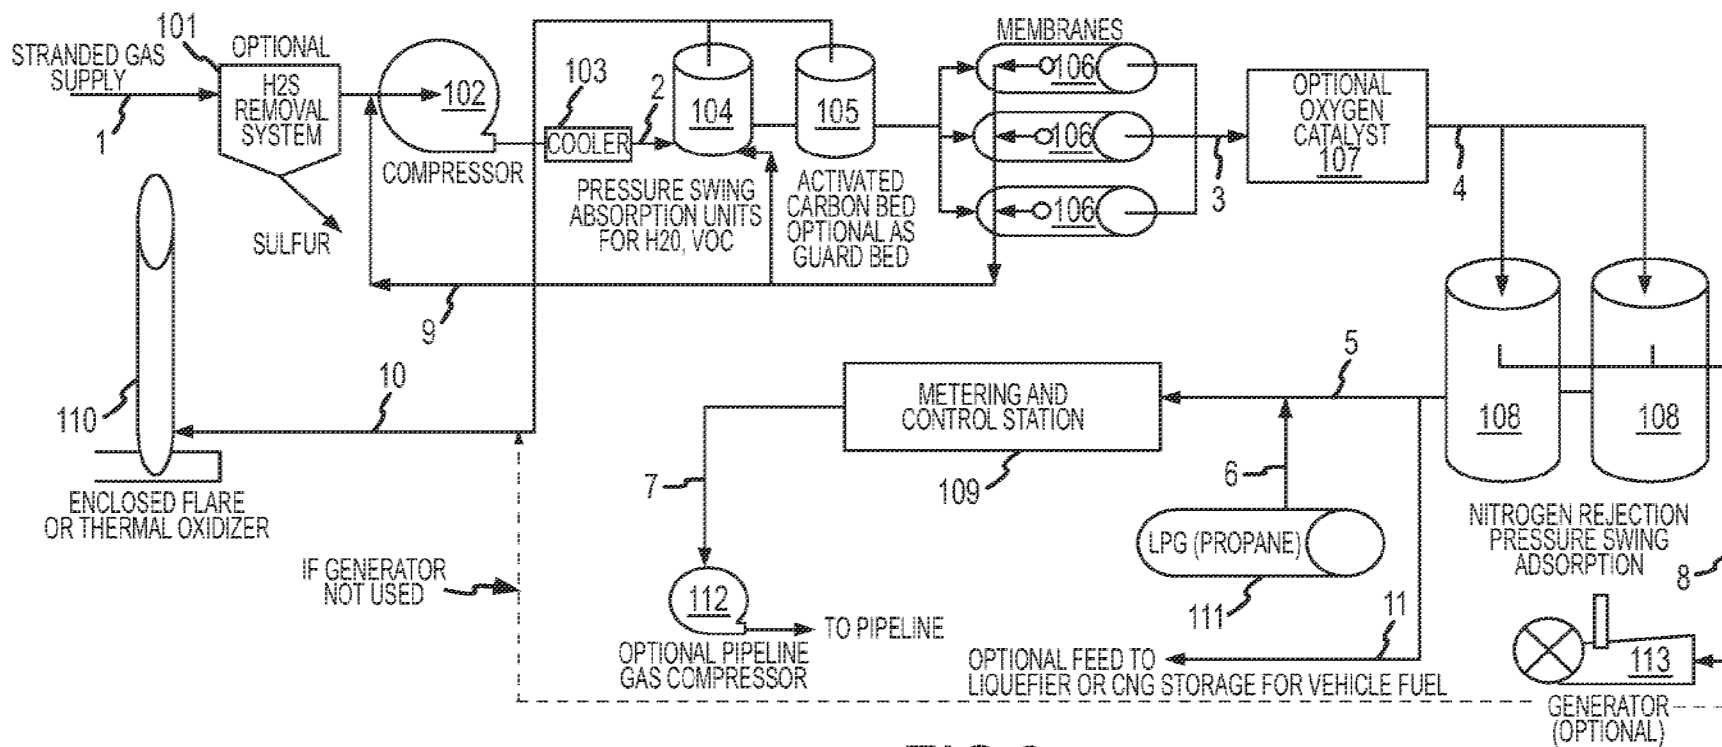 101
STRANDED GAS
SUPPLY
1
OPTIONAL
H2S
REMOVAL
SYSTEM
SULFUR
102
COMPRESSOR
103
COOLER
2
104
PRESSURE SWING
ABSORPTION UNITS
FOR H20, VOC
105
ACTIVATED
CARBON BED
OPTIONAL AS
GUARD BED
MEMBRANES
106
106
106
3
OPTIONAL
OXYGEN
CATALYST
107
4
9
10
110
ENCLOSED FLARE
OR THERMAL OXIDIZER
METERING AND
CONTROL STATION
109
5
6
7
108
108
NITROGEN REJECTION
PRESSURE SWING
ADSORPTION
8
LPG (PROPANE)
111
11
IF GENERATOR
NOT USED
112
TO PIPELINE
OPTIONAL PIPELINE
GAS COMPRESSOR
OPTIONAL FEED TO
LIQUEFIER OR CNG STORAGE FOR VEHICLE FUEL
113
GENERATOR
(OPTIONAL)